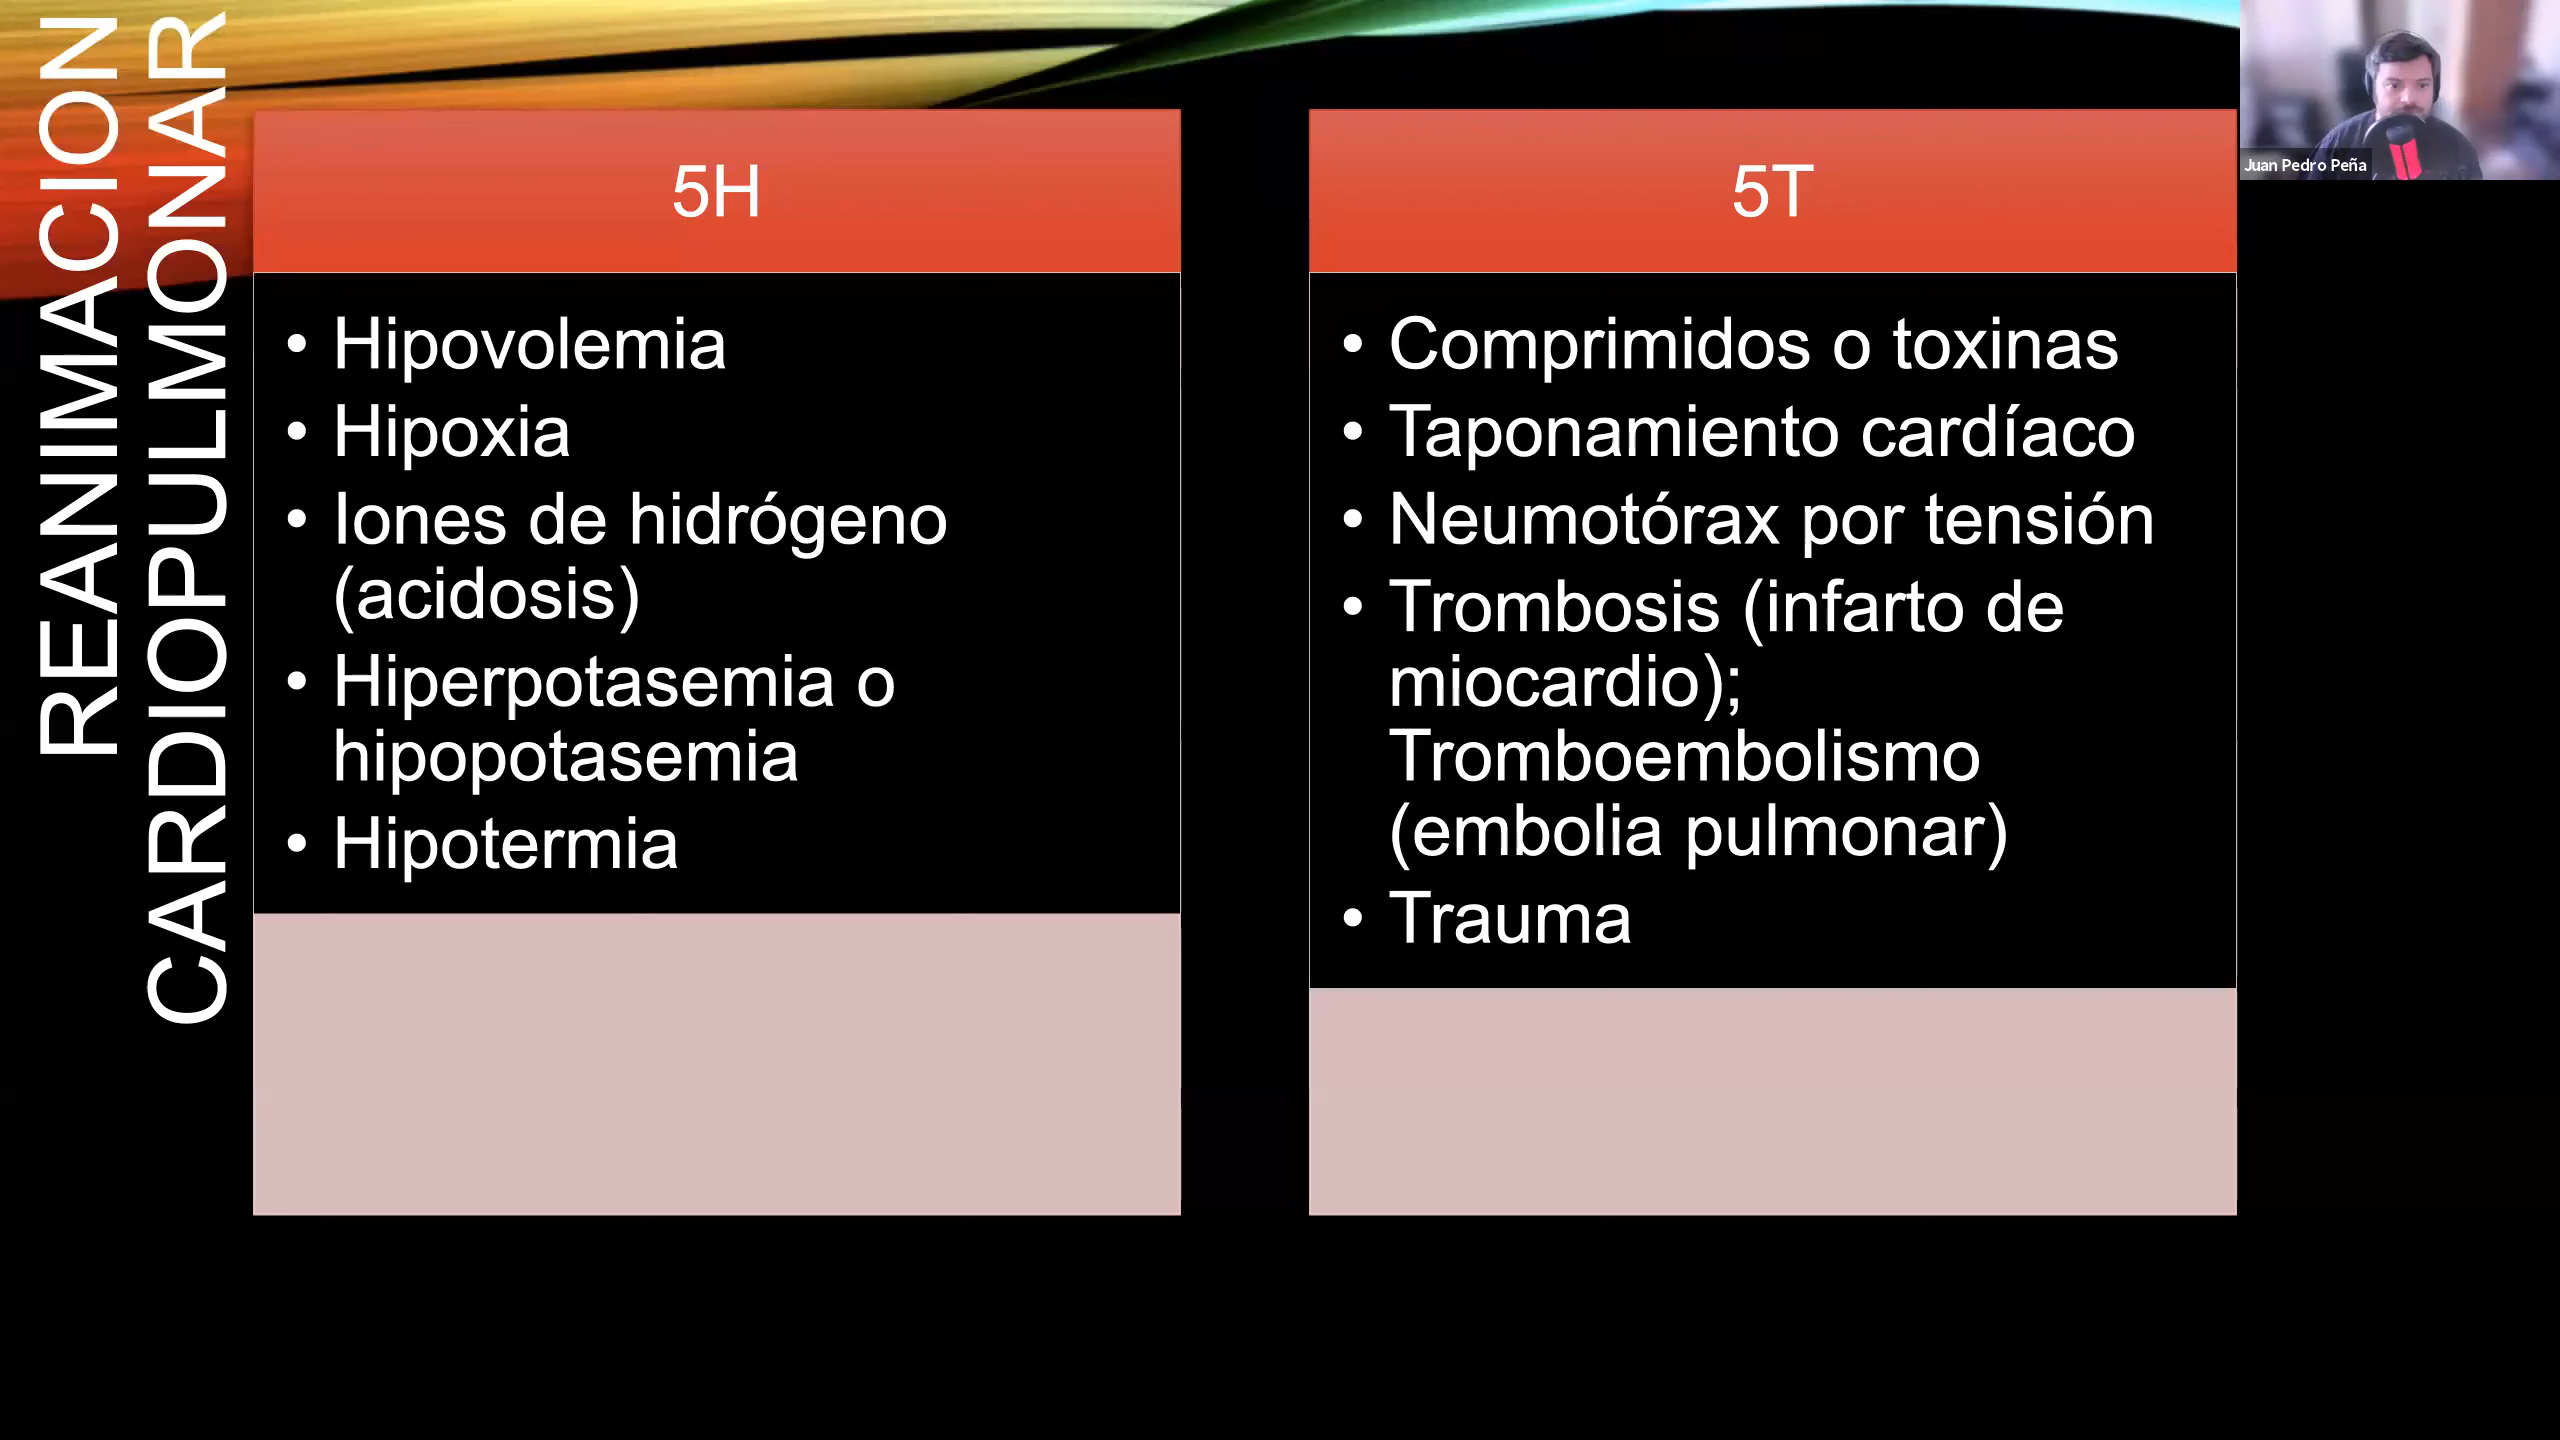 REANIMACION
CARDIOPULMONAR
5H
• Hipovolemia
• Hipoxia
• Iones de hidrógeno
(acidosis)
• Hiperpotasemia o
hipopotasemia
• Hipotermia
5T
• Comprimidos o toxinas
• Taponamiento cardíaco
• Neumotórax por tensión
• Trombosis (infarto de
miocardio);
Tromboembolismo
(embolia pulmonar)
• Trauma
Juan Pedro Peña